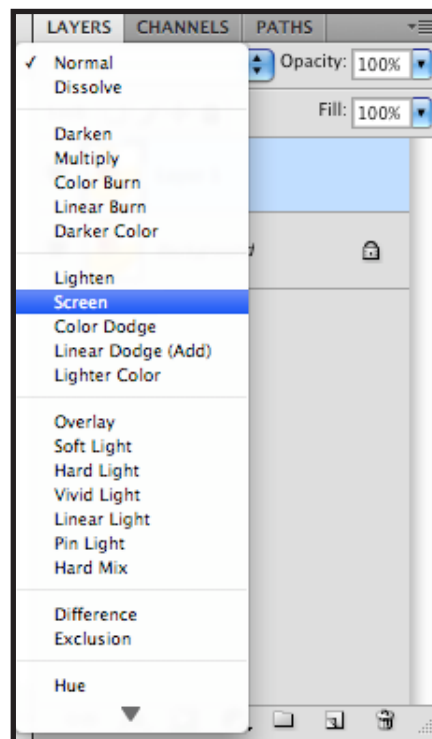 LAYERS CHANNELS PATHS
✓ Normal Opacity: 100%
Dissolve
Fill: 100%
Darken
Multiply
Color Burn
Linear Burn
Darker Color
Lighten
Screen
Color Dodge
Linear Dodge (Add)
Lighter Color
Overlay
Soft Light
Hard Light
Vivid Light
Linear Light
Pin Light
Hard Mix
Difference
Exclusion
Hue